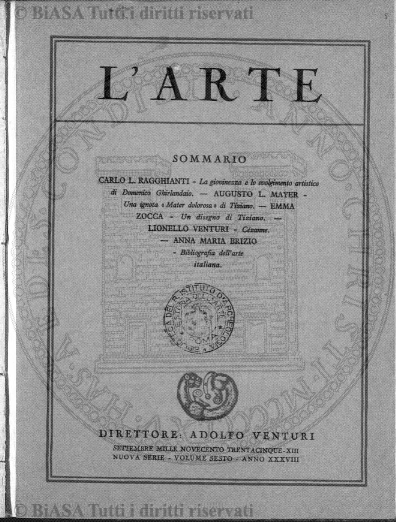 © BiASA Tutti i diritti riservati
L'ARTE
SOMMARIO
CARLO L. RAGGHIANTI - La giovinezza e lo svolgimento artistico
di Domenico Ghirlandaio. — AUGUSTO L. MAYER -
Una ignota « Mater dolorosa » di Tiziano. — EMMA
ZOCCA - Un disegno di Tiziano. —
LIONELLO VENTURI - Cézanne.
— ANNA MARIA BRIZIO
- Bibliografia dell'arte
italiana.
DIRETTORE: ADOLFO VENTURI
SETTEMBRE MILLE NOVECENTO TRENTACINQUE-XIII
NUOVA SERIE - VOLUME SESTO - ANNO XXXVIII
© BiASA Tutti i diritti riservati